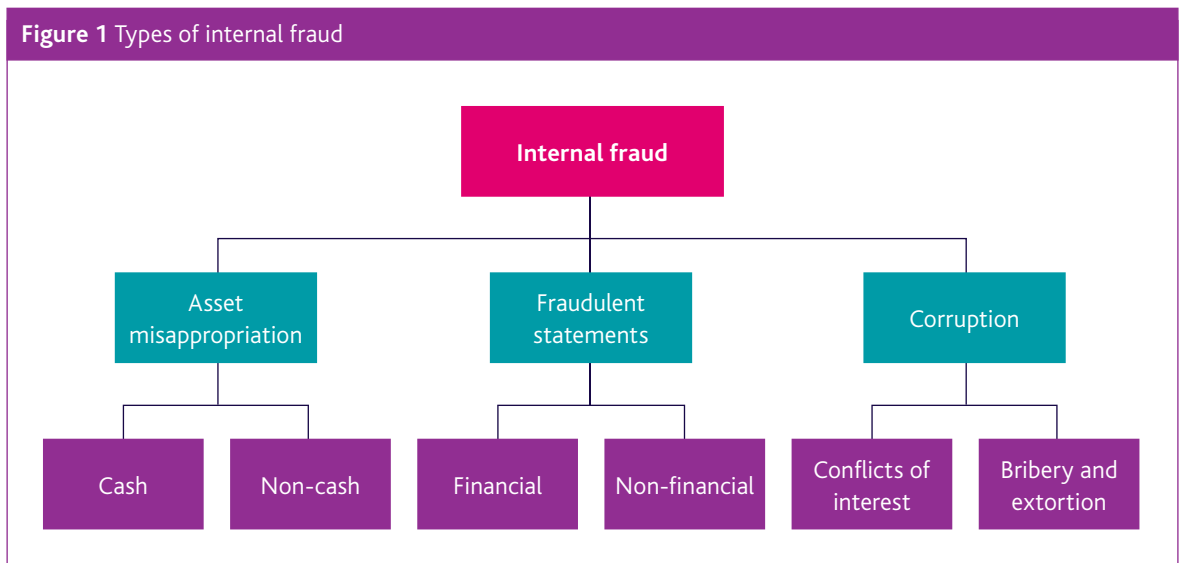 Figure 1 Types of internal fraud
Internal fraud
Asset
misappropriation
Fraudulent
statements
Corruption
Cash
Non-cash
Financial
Non-financial
Conflicts of
interest
Bribery and
extortion